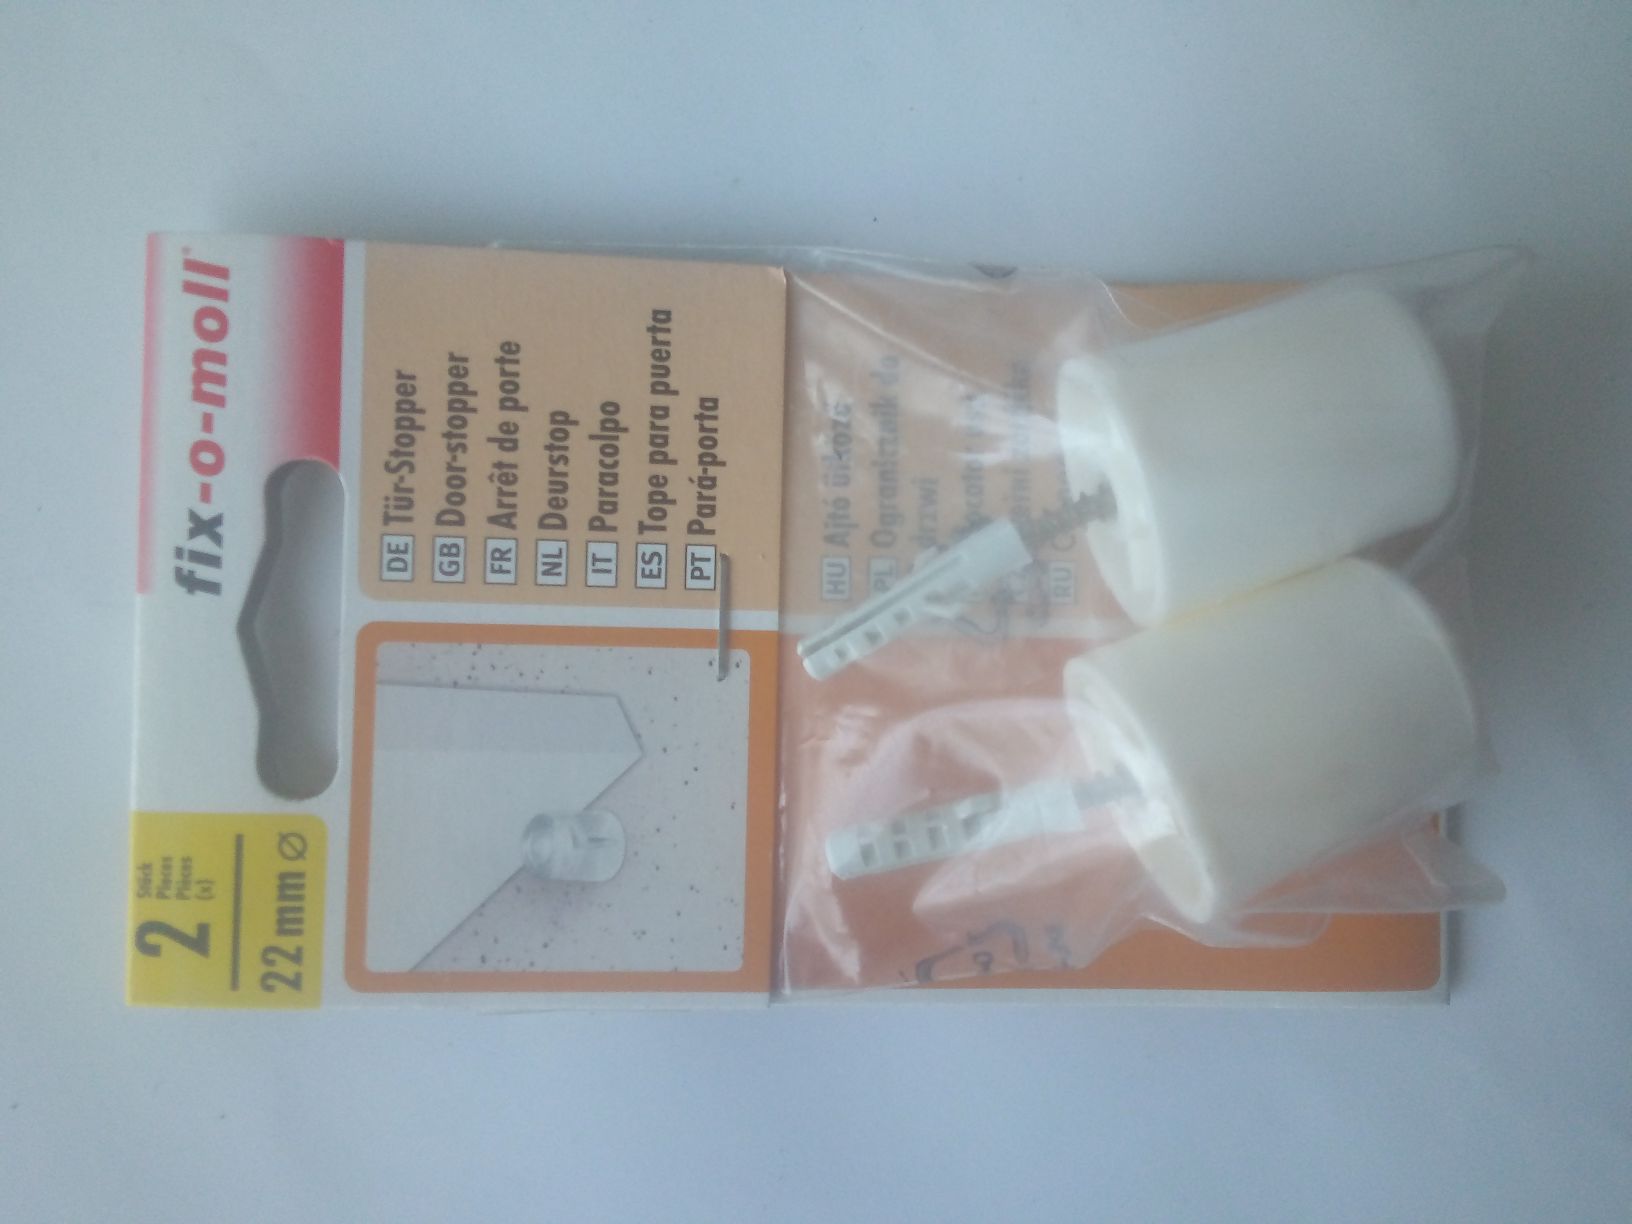 fix-o-moll
2 Stück
Pieces
Pièces
(x)
22 mm Ø
DE Tür-Stopper
GB Door-stopper
FR Arrêt de porte
NL Deurstop
IT Paracolpo
ES Tope para puerta
PT Pará-porta
HU Ajtó ütköző
PL Ogranicznik do
drzwi
RU